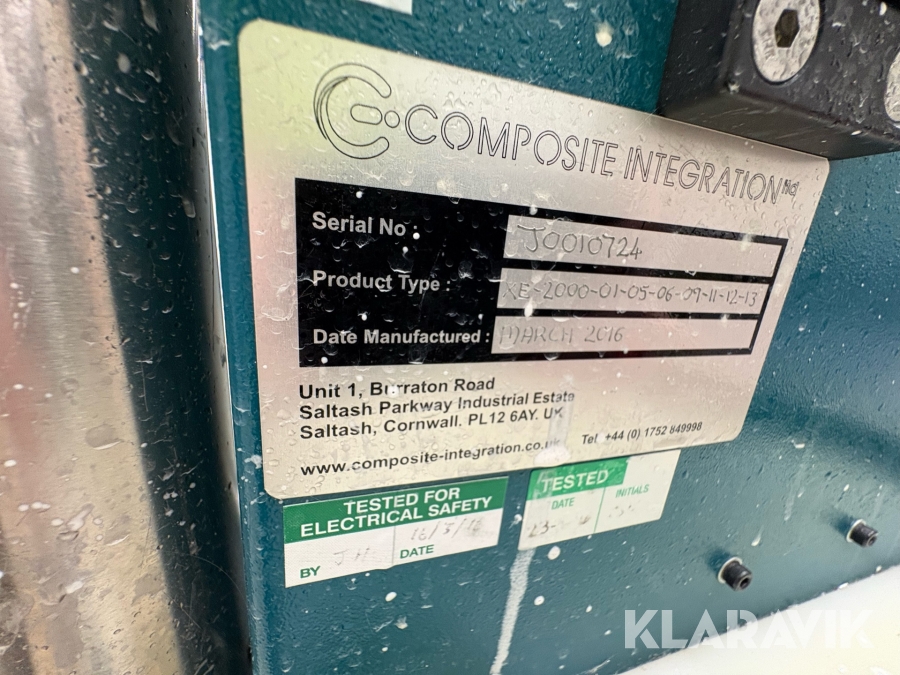 COMPOSITE INTEGRATION ltd
Serial No : J0010724
Product Type : XE-2000-01-05-06-09-11-12-13
Date Manufactured : MARCH 2016
Unit 1, Burraton Road
Saltash Parkway Industrial Estate
Saltash, Cornwall. PL12 6AY. UK
Tel. +44 (0) 1752 849998
www.composite-integration.co.uk
TESTED FOR
ELECTRICAL SAFETY
BY JH DATE
TESTED
DATE INITIALS
KLARAVIK